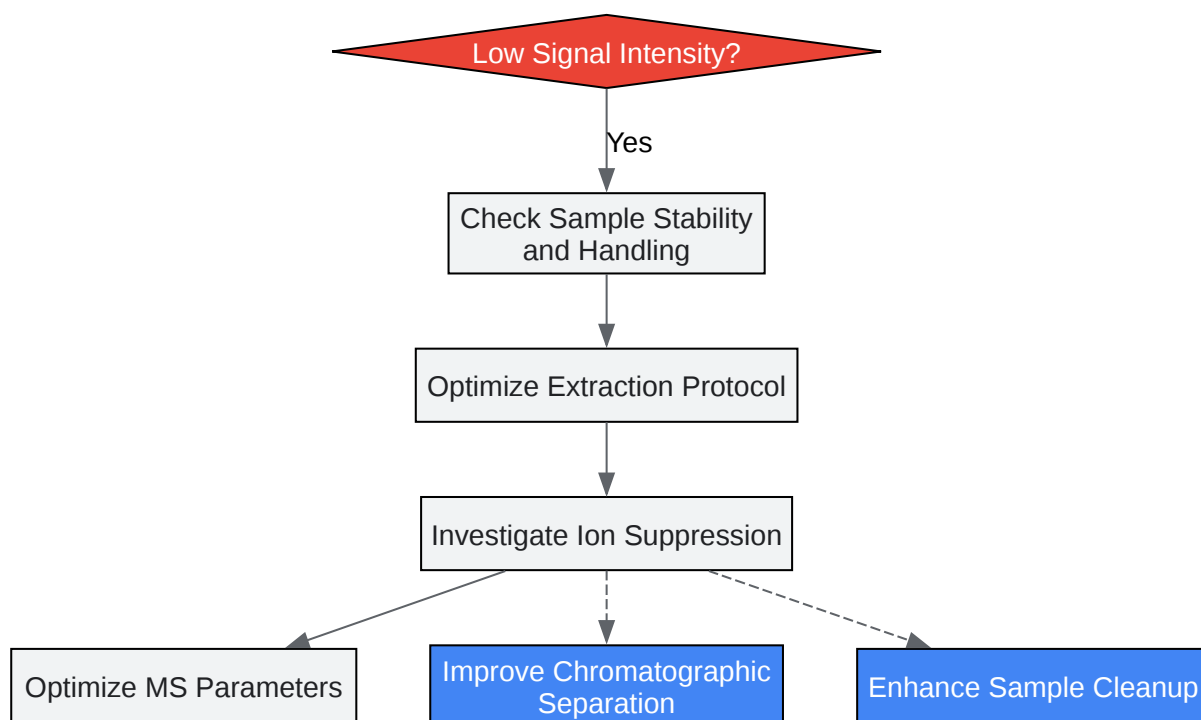 Low Signal Intensity?
Yes
Check Sample Stability
and Handling
Optimize Extraction Protocol
Investigate Ion Suppression
Optimize MS Parameters
Improve Chromatographic
Separation
Enhance Sample Cleanup